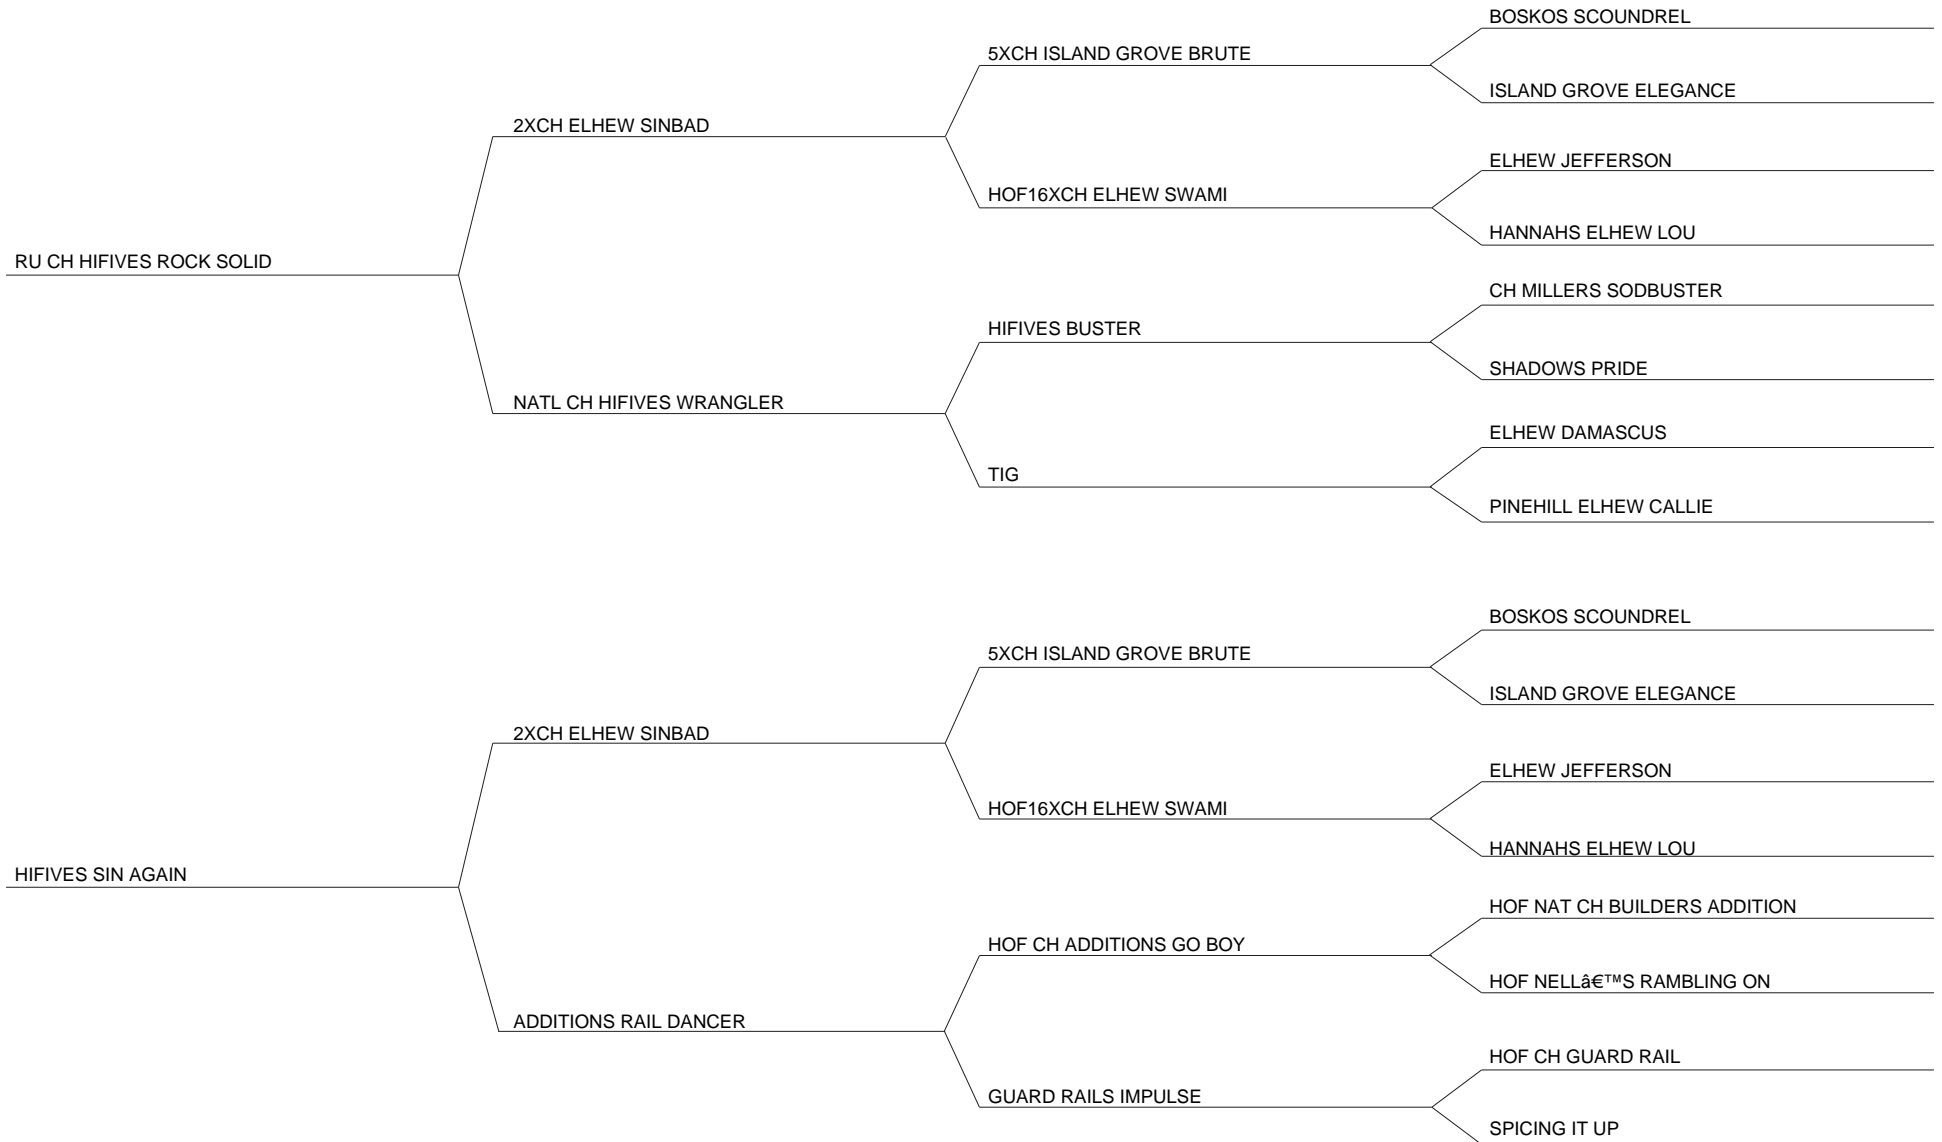 BOSKOS SCOUNDREL
5XCH ISLAND GROVE BRUTE
ISLAND GROVE ELEGANCE
2XCH ELHEW SINBAD
ELHEW JEFFERSON
HOF16XCH ELHEW SWAMI
HANNAHS ELHEW LOU
RU CH HIFIVES ROCK SOLID
CH MILLERS SODBUSTER
HIFIVES BUSTER
SHADOWS PRIDE
NATL CH HIFIVES WRANGLER
ELHEW DAMASCUS
TIG
PINEHILL ELHEW CALLIE
BOSKOS SCOUNDREL
5XCH ISLAND GROVE BRUTE
ISLAND GROVE ELEGANCE
2XCH ELHEW SINBAD
ELHEW JEFFERSON
HOF16XCH ELHEW SWAMI
HANNAHS ELHEW LOU
HIFIVES SIN AGAIN
HOF NAT CH BUILDERS ADDITION
HOF CH ADDITIONS GO BOY
HOF NELLâ€™S RAMBLING ON
ADDITIONS RAIL DANCER
HOF CH GUARD RAIL
GUARD RAILS IMPULSE
SPICING IT UP